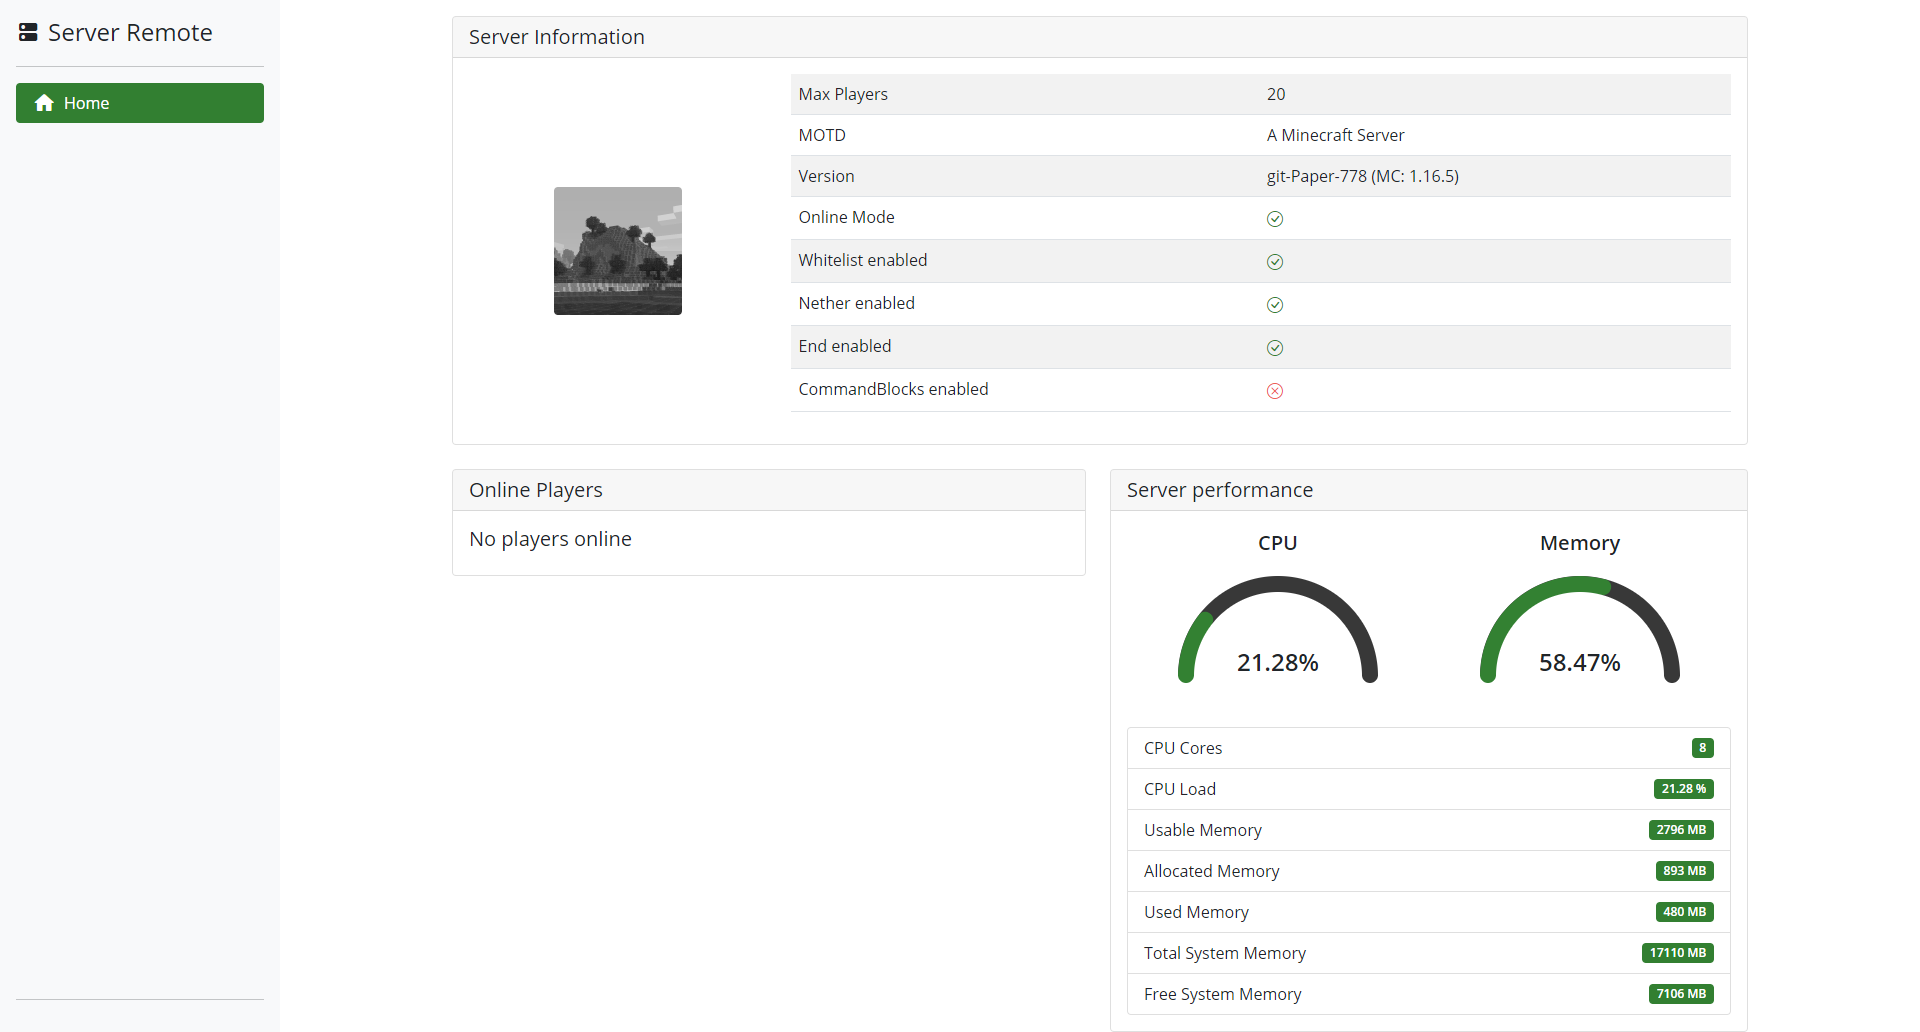 Server Remote
Home
Server Information
Max Players 20
MOTD A Minecraft Server
Version git-Paper-778 (MC: 1.16.5)
Online Mode
Whitelist enabled
Nether enabled
End enabled
CommandBlocks enabled
Online Players
No players online
Server performance
CPU Memory
21.28% 58.47%
CPU Cores 8
CPU Load 21.28 %
Usable Memory 2796 MB
Allocated Memory 893 MB
Used Memory 480 MB
Total System Memory 17110 MB
Free System Memory 7106 MB